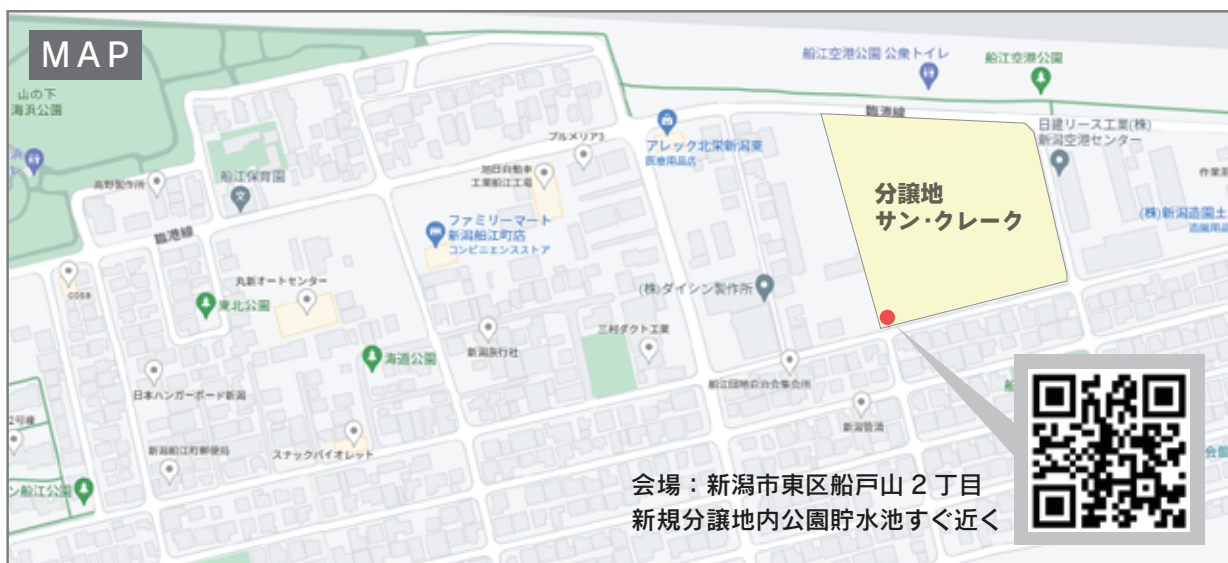 MAP
山の下
海浜公園
船江空港公園 公衆トイレ
船江空港公園
臨港線
日建リース工業(株)
新潟空港センター
アレック北栄新潟東
医療用品店
プルメリア3
旭日自動車
工業船江工場
高野製作所
船江保育園
分譲地
サン・クレーク
(株)新潟造園土
造園用品
ファミリーマート
新潟船江町店
コンビニエンスストア
臨港線
丸新オートセンター
(株)ダイシン製作所
東北公園
三村ダクト工業
新潟旅行社
海道公園
船江団地自治会集会所
日本ハンガーボード新潟
2号棟
新潟管清
新潟船江町郵便局
スナックバイオレット
ン船江公園
会場：新潟市東区船戸山2丁目
新規分譲地内公園貯水池すぐ近く